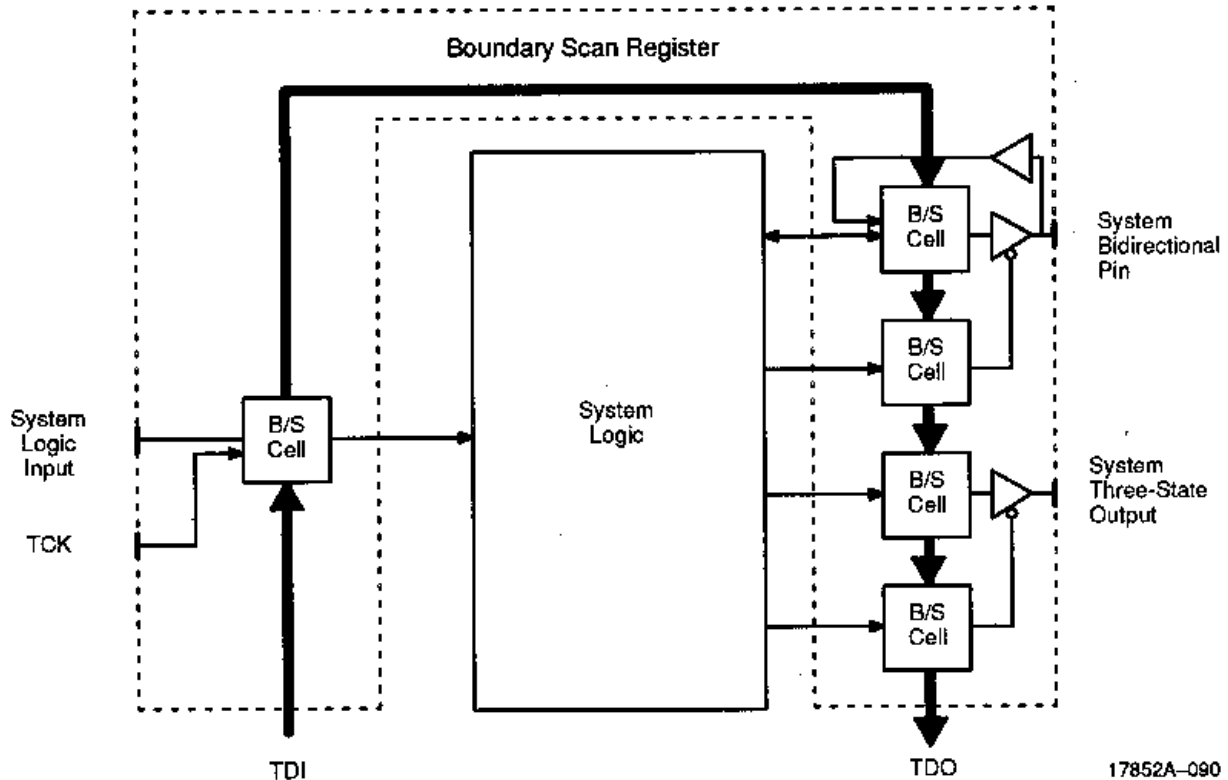 Boundary Scan Register
B/S
Cell
System
Bidirectional
Pin
B/S
Cell
System
Logic
Input
B/S
Cell
System
Logic
B/S
Cell
System
Three-State
Output
TCK
B/S
Cell
TDI
TDO
17852A–090